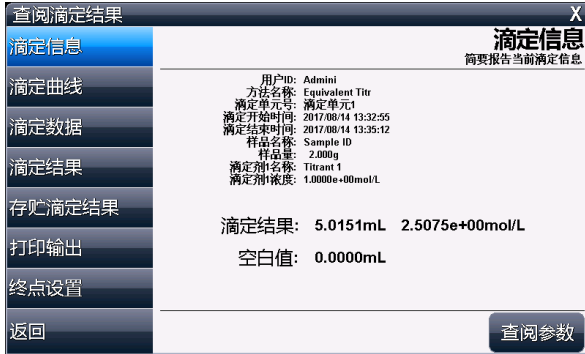 查阅滴定结果 X
滴定信息
滴定曲线
滴定数据
滴定结果
存贮滴定结果
打印输出
终点设置
返回
滴定信息
简要报告当前滴定信息
用户ID: Admini
方法名称: Equivalent Titr
滴定单元号: 滴定单元1
滴定开始时间: 2017/08/14 13:32:55
滴定结束时间: 2017/08/14 13:35:12
样品名称: Sample ID
样品量: 2.000g
滴定剂1名称: Titrant 1
滴定剂1浓度: 1.0000e+00mol/L
滴定结果: 5.0151mL 2.5075e+00mol/L
空白值: 0.0000mL
查阅参数